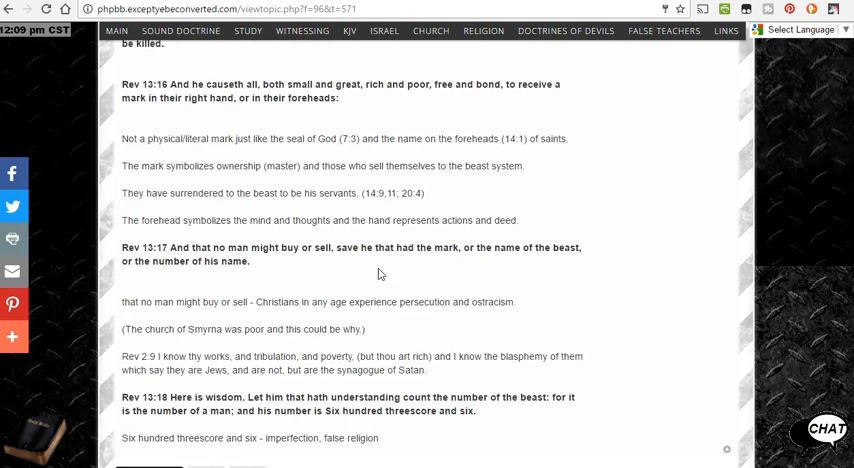 phpbb.exceptyebeconverted.com/viewtopic.php?f=96&t=571
12:09 pm CST
MAIN SOUND DOCTRINE STUDY WITNESSING KJV ISRAEL CHURCH RELIGION DOCTRINES OF DEVILS FALSE TEACHERS LINKS
Select Language
be killed.
Rev 13:16 And he causeth all, both small and great, rich and poor, free and bond, to receive a
mark in their right hand, or in their foreheads:
Not a physical/literal mark just like the seal of God (7:3) and the name on the foreheads (14:1) of saints.
The mark symbolizes ownership (master) and those who sell themselves to the beast system.
They have surrendered to the beast to be his servants. (14:9,11; 20:4)
The forehead symbolizes the mind and thoughts and the hand represents actions and deed.
Rev 13:17 And that no man might buy or sell, save he that had the mark, or the name of the beast,
or the number of his name.
that no man might buy or sell - Christians in any age experience persecution and ostracism.
(The church of Smyrna was poor and this could be why.)
Rev 2:9 I know thy works, and tribulation, and poverty, (but thou art rich) and I know the blasphemy of them
which say they are Jews, and are not, but are the synagogue of Satan.
Rev 13:18 Here is wisdom. Let him that hath understanding count the number of the beast: for it
is the number of a man; and his number is Six hundred threescore and six.
Six hundred threescore and six - imperfection, false religion
CHAT